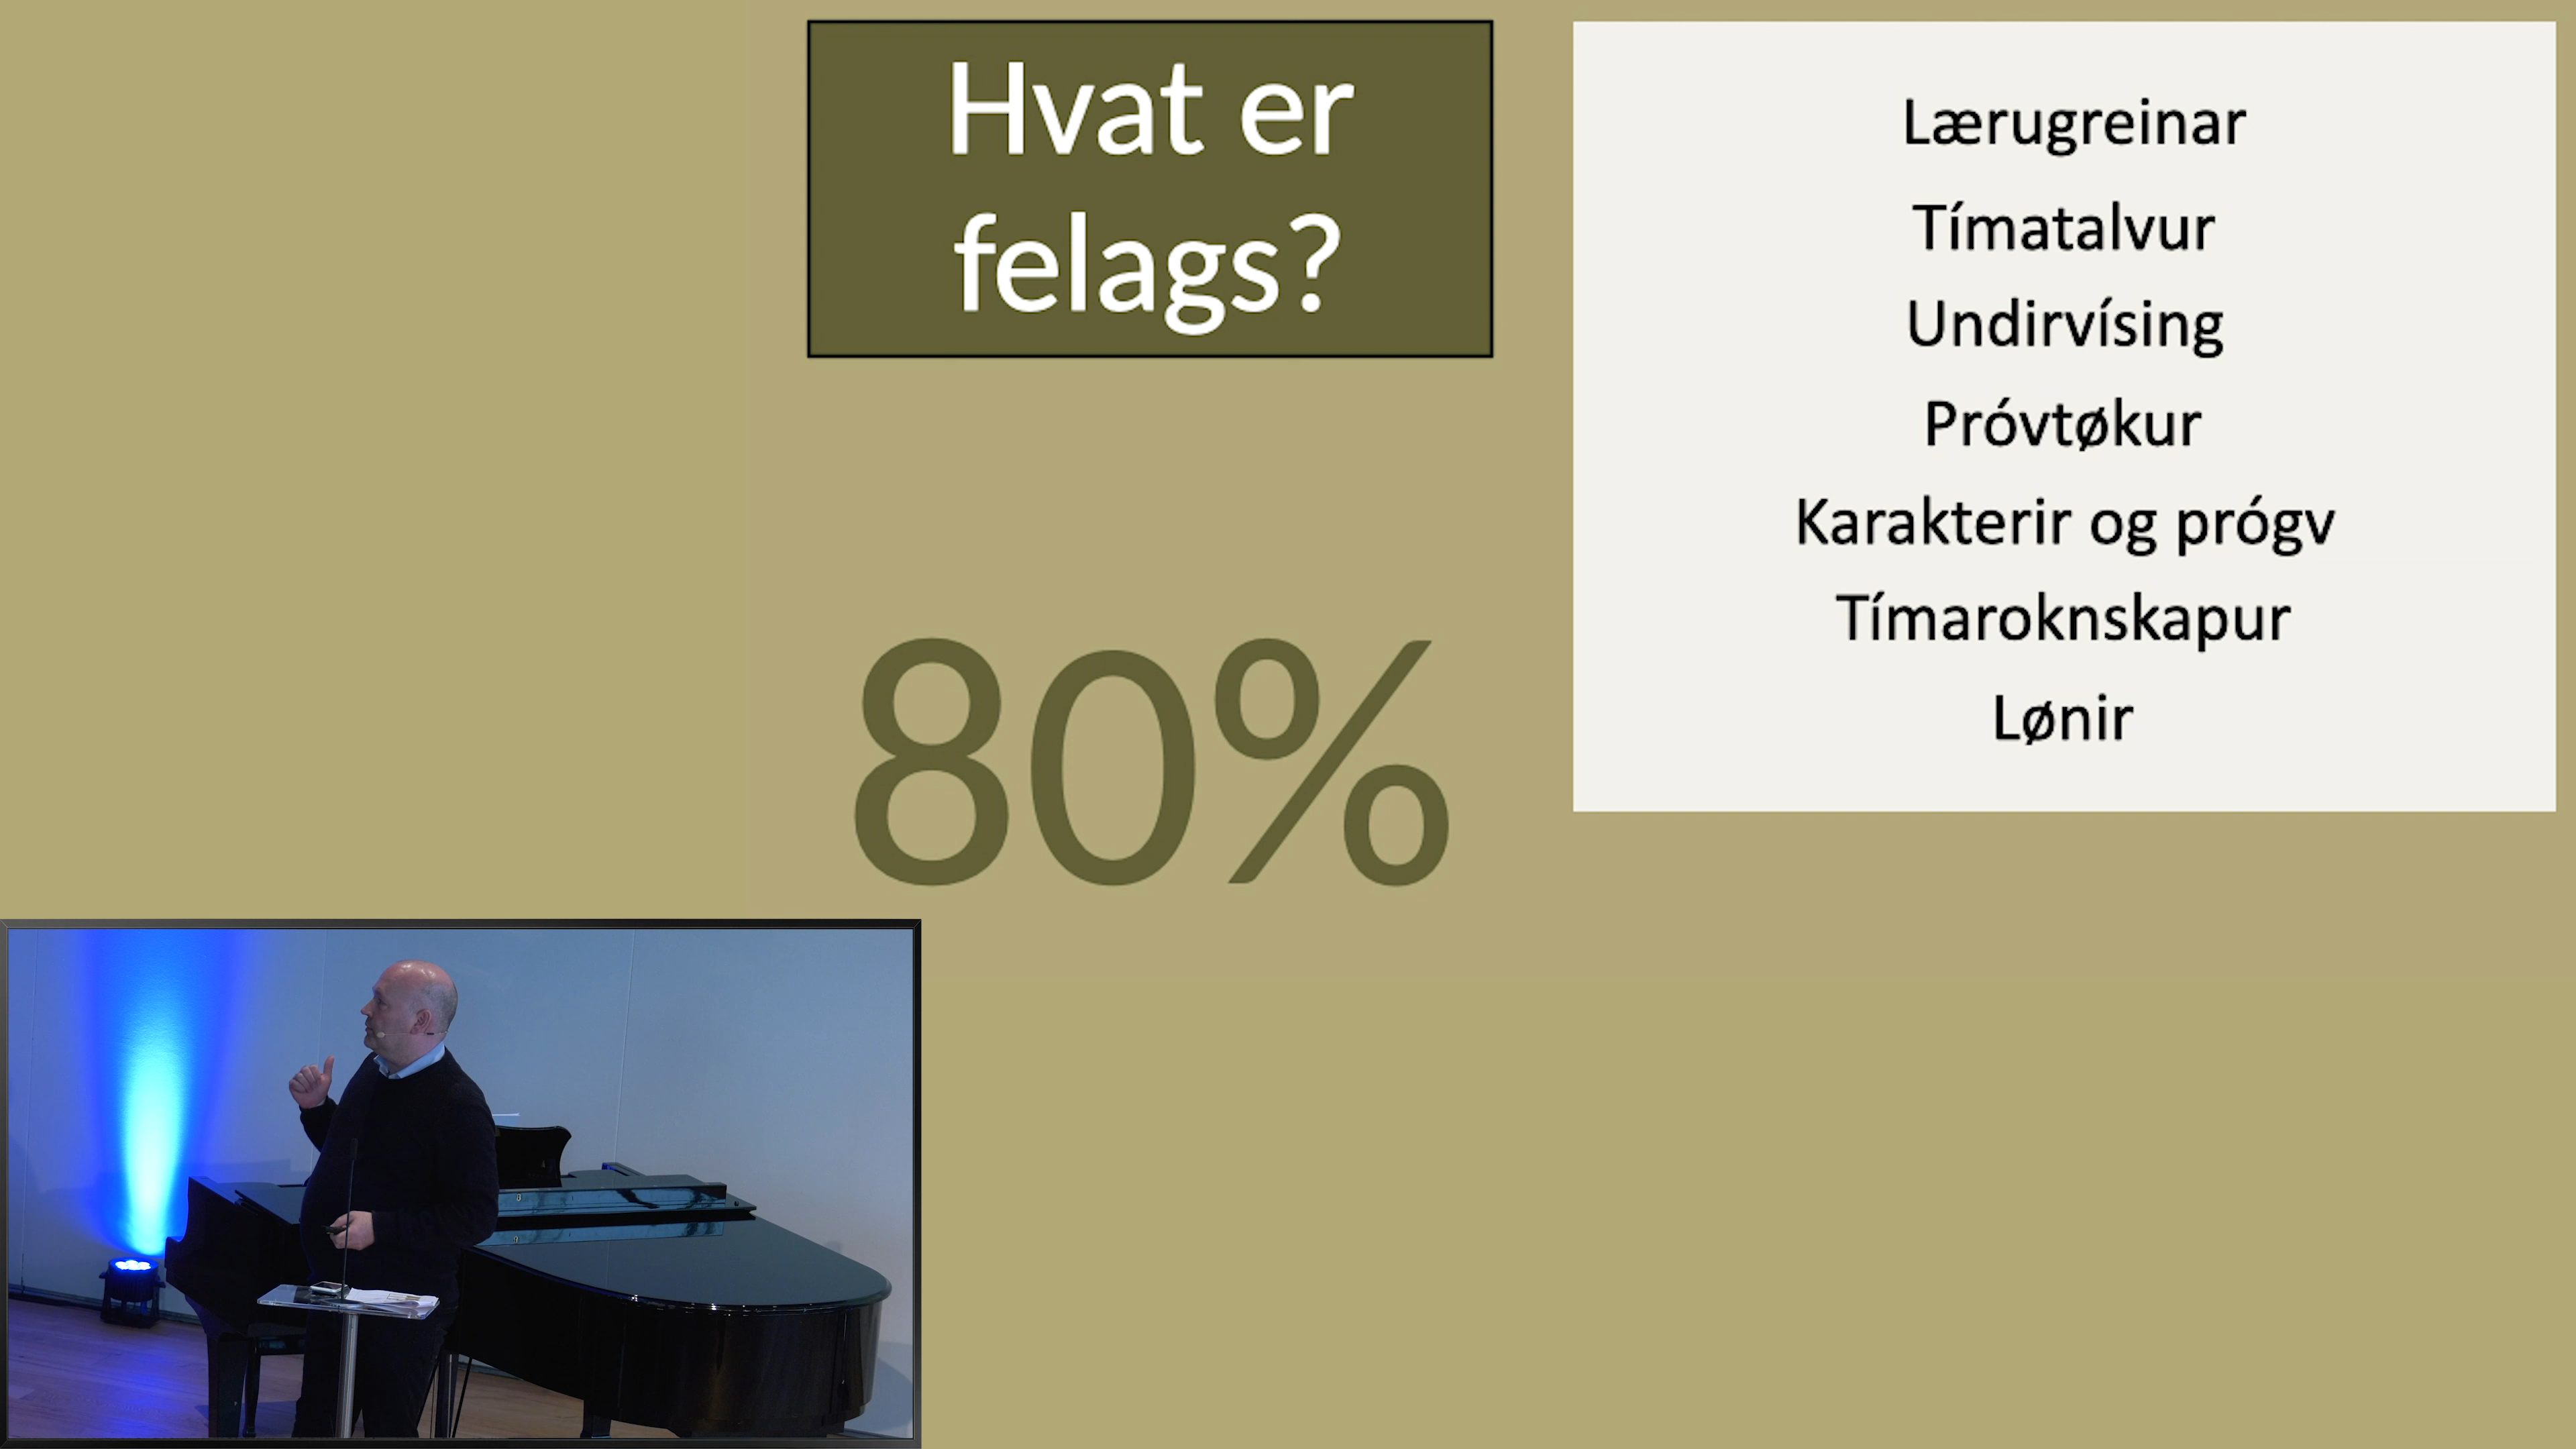 Hvat er
felags?
80%
Lærugreinar
Tímatalvur
Undirvísing
Próvtøkur
Karakterir og prógv
Tímaroknskapur
Lønir